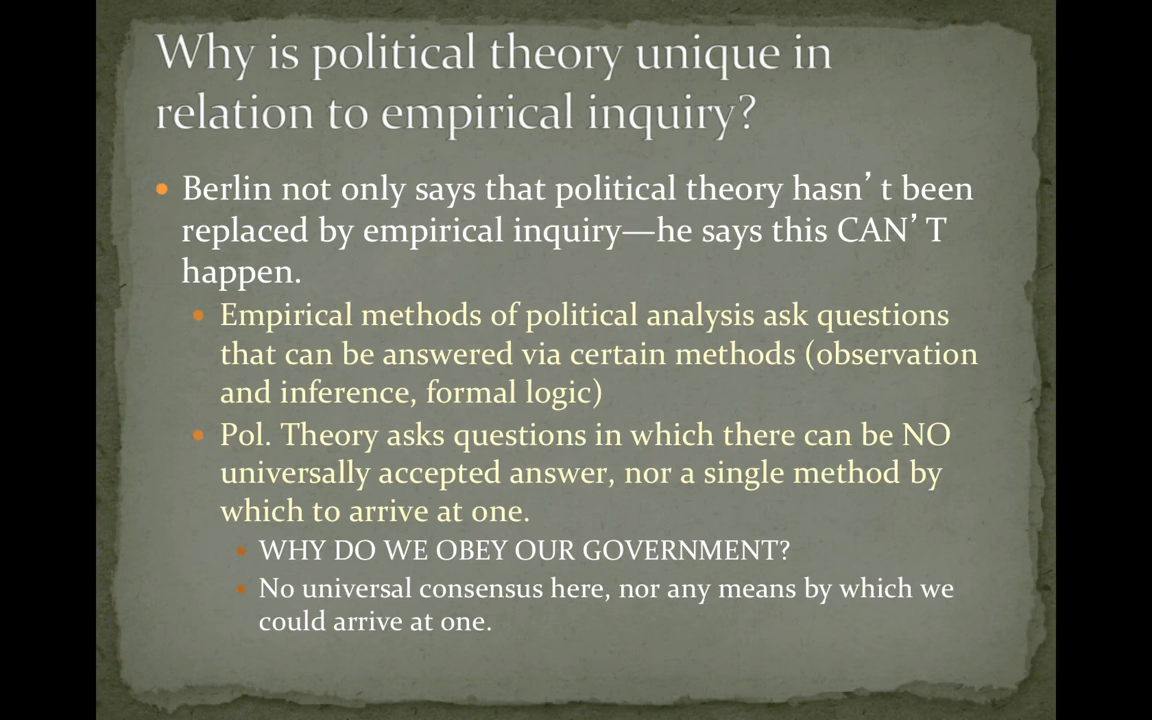 Why is political theory unique in
relation to empirical inquiry?
Berlin not only says that political theory hasn’t been
replaced by empirical inquiry—he says this CAN’T
happen.
Empirical methods of political analysis ask questions
that can be answered via certain methods (observation
and inference, formal logic)
Pol. Theory asks questions in which there can be NO
universally accepted answer, nor a single method by
which to arrive at one.
WHY DO WE OBEY OUR GOVERNMENT?
No universal consensus here, nor any means by which we
could arrive at one.